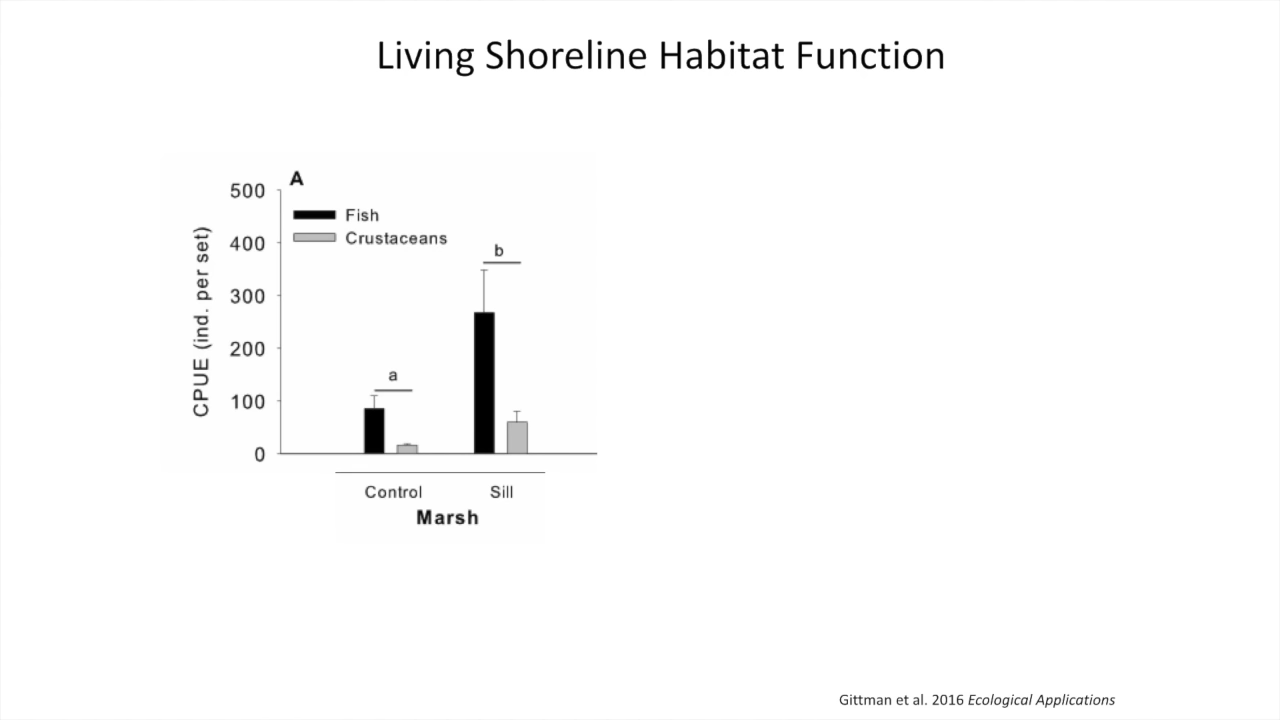 Living Shoreline Habitat Function
A
500
400
300
200
100
0
CPUE (ind. per set)
Fish
Crustaceans
a
b
Control Sill
Marsh
Gittman et al. 2016 Ecological Applications